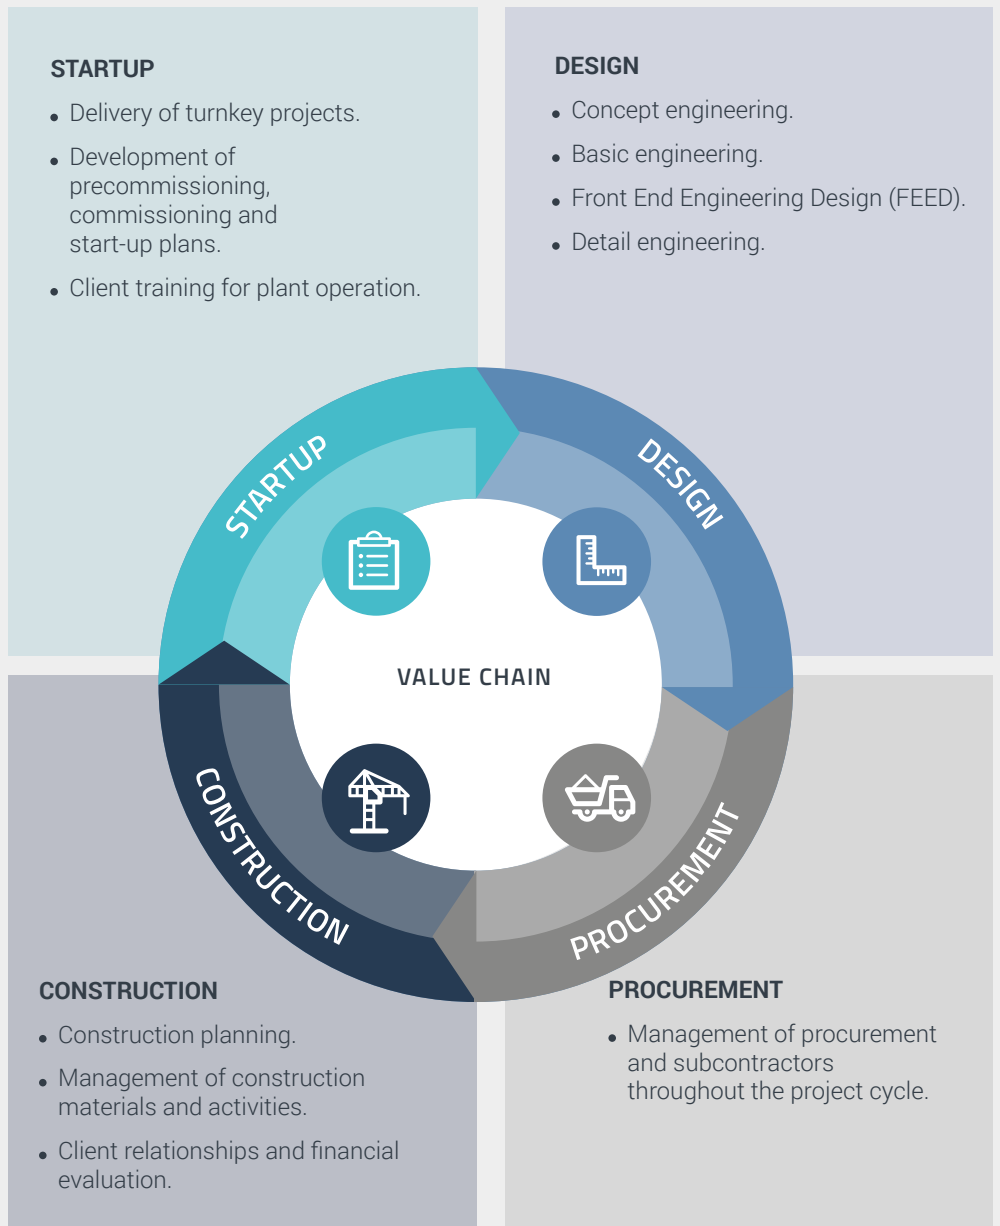 STARTUP
• Delivery of turnkey projects.
• Development of
precommissioning,
commissioning and
start-up plans.
• Client training for plant operation.
DESIGN
• Concept engineering.
• Basic engineering.
• Front End Engineering Design (FEED).
• Detail engineering.
STARTUP
DESIGN
VALUE CHAIN
CONSTRUCTION
PROCUREMENT
CONSTRUCTION
• Construction planning.
• Management of construction
materials and activities.
• Client relationships and financial
evaluation.
PROCUREMENT
• Management of procurement
and subcontractors
throughout the project cycle.